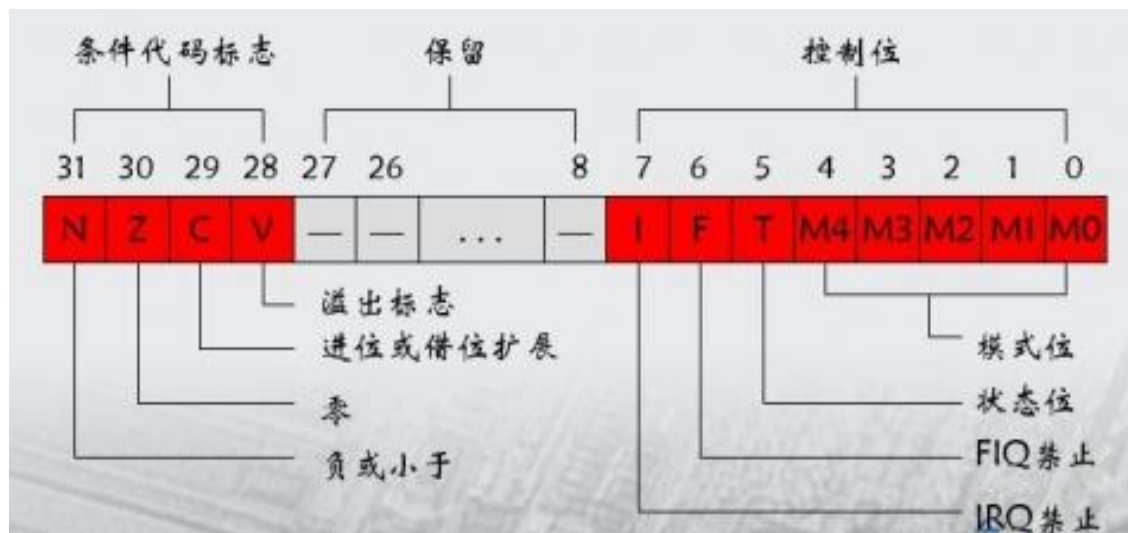 条件代码标志 保留 控制位
31 30 29 28 27 26 8 7 6 5 4 3 2 1 0
N Z C V — — ... — I F T M4 M3 M2 M1 M0
溢出标志
进位或借位扩展
模式位
零
状态位
负或小于
FIQ禁止
IRQ禁止